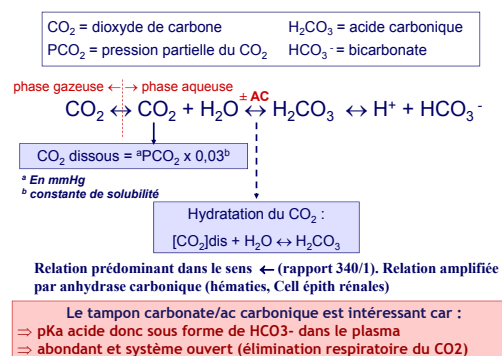 CO₂ = dioxyde de carbone H₂CO₃ = acide carbonique
PCO₂ = pression partielle du CO₂ HCO₃⁻ = bicarbonate
phase gazeuse ← → phase aqueuse
± AC
CO₂ ↔ CO₂ + H₂O ↔ H₂CO₃ ↔ H⁺ + HCO₃⁻
CO₂ dissous = ᵃPCO₂ x 0,03ᵇ
ᵃ En mmHg
ᵇ constante de solubilité
Hydratation du CO₂ :
[CO₂]dis + H₂O ↔ H₂CO₃
Relation prédominant dans le sens ← (rapport 340/1). Relation amplifiée
par anhydrase carbonique (hématies, Cell épith rénales)
Le tampon carbonate/ac carbonique est intéressant car :
⇒ pKa acide donc sous forme de HCO3- dans le plasma
⇒ abondant et système ouvert (élimination respiratoire du CO2)